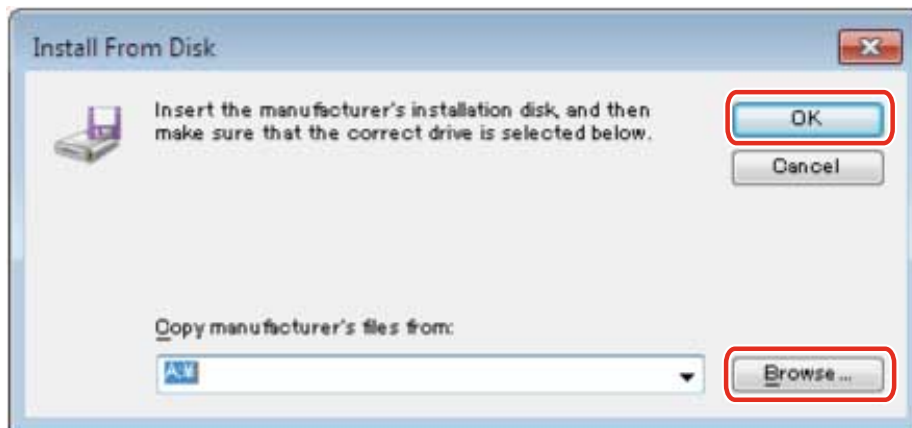 Install From Disk
Insert the manufacturer's installation disk, and then
make sure that the correct drive is selected below.
OK
Cancel
Copy manufacturer's files from:
A:¥
Browse...